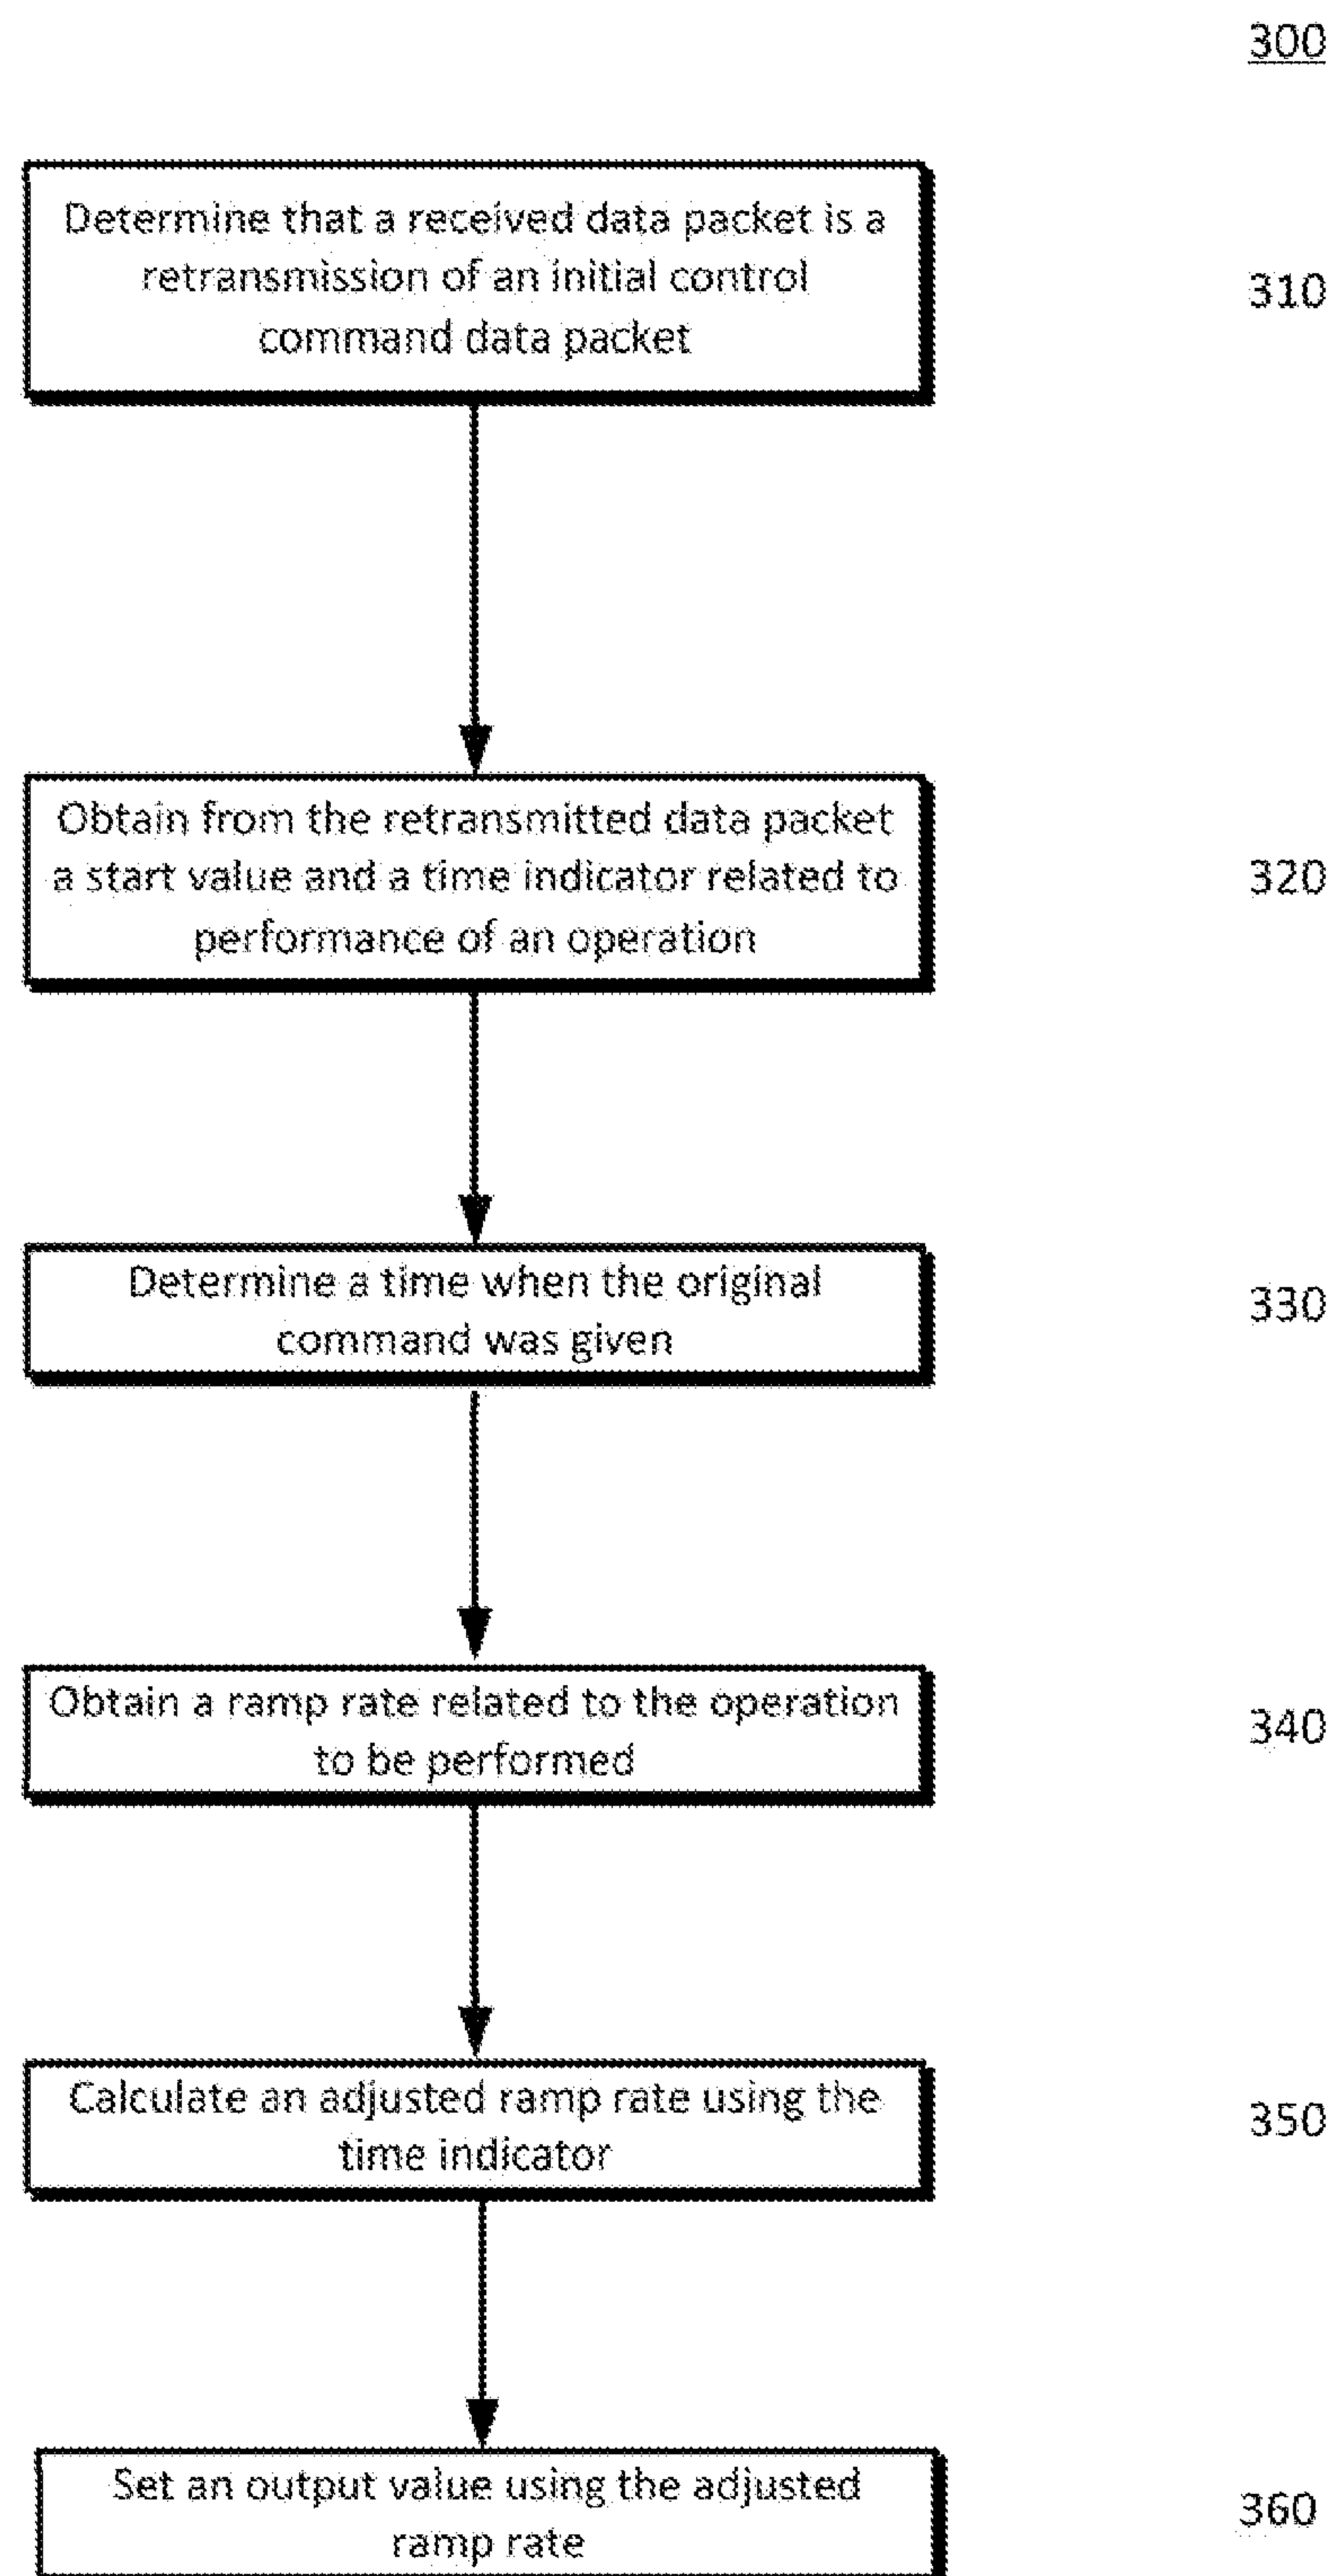 300
Determine that a received data packet is a
retransmission of an initial control
command data packet
310
Obtain from the retransmitted data packet
a start value and a time indicator related to
performance of an operation
320
Determine a time when the original
command was given
330
Obtain a ramp rate related to the operation
to be performed
340
Calculate an adjusted ramp rate using the
time indicator
350
Set an output value using the adjusted
ramp rate
360